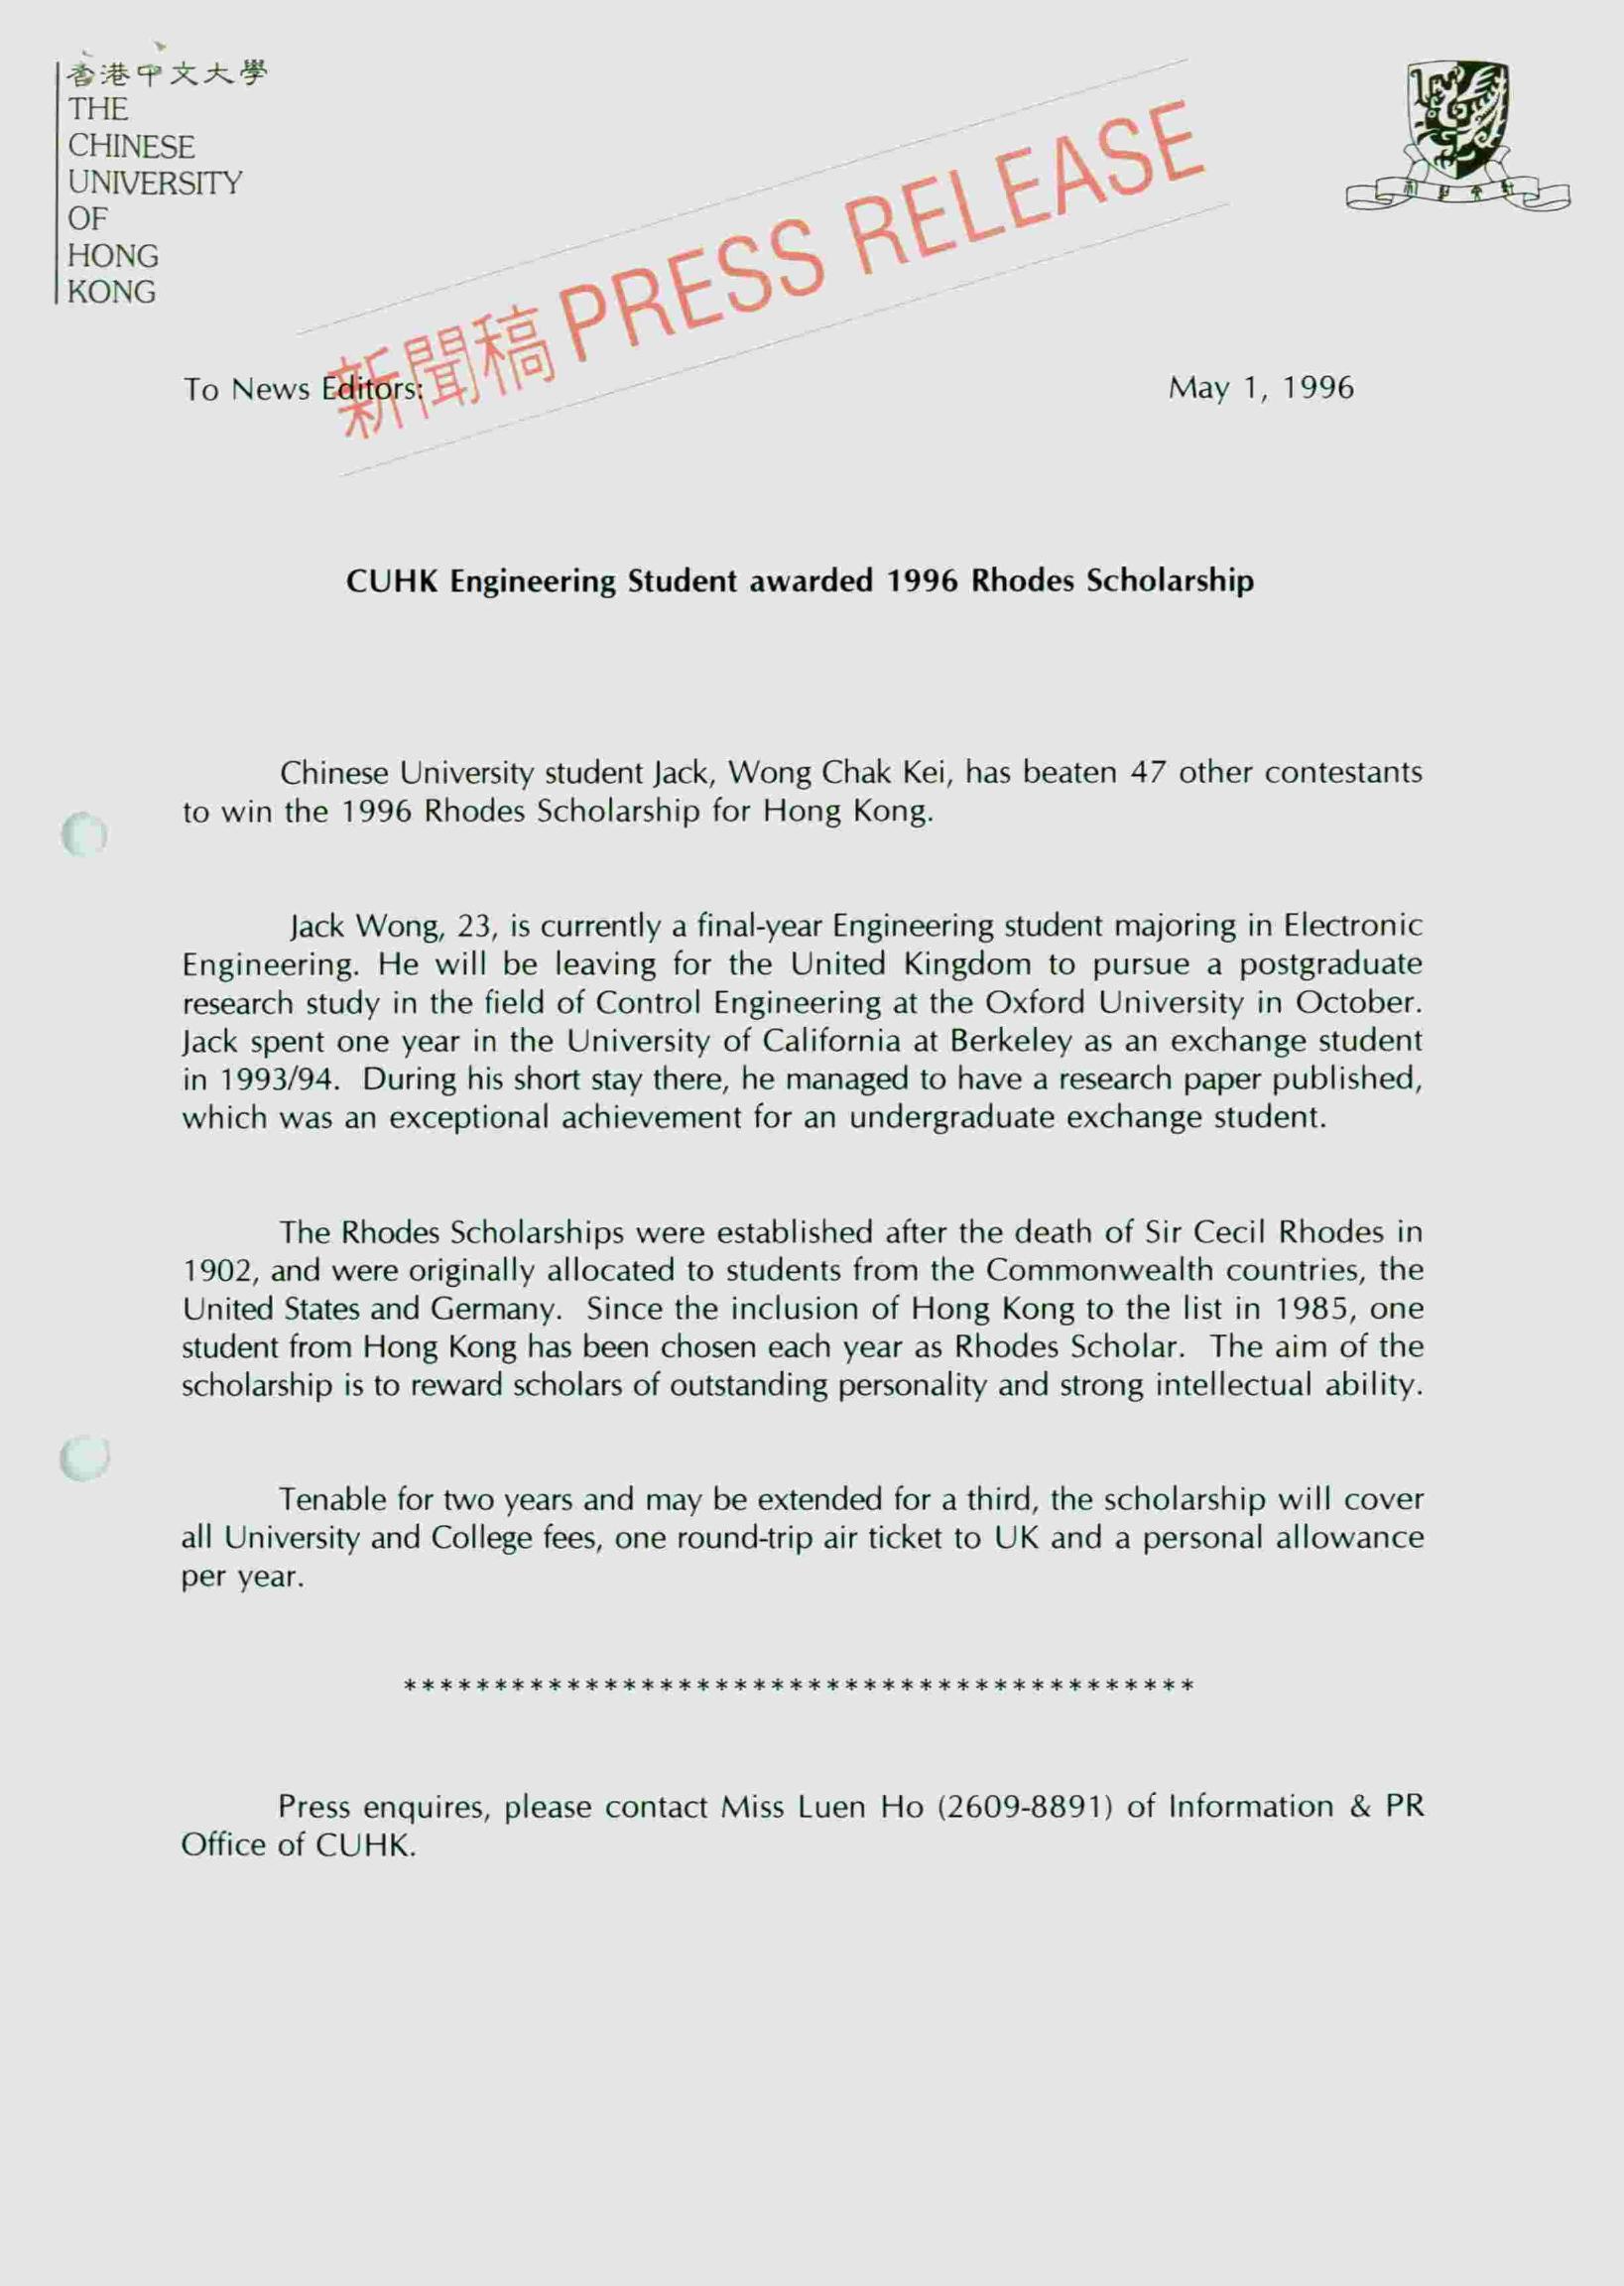 香港中文大學
THE
CHINESE
UNIVERSITY
OF
HONG
KONG
新聞稿 PRESS RELEASE
To News Editors:
May 1, 1996
CUHK Engineering Student awarded 1996 Rhodes Scholarship
Chinese University student Jack, Wong Chak Kei, has beaten 47 other contestants
to win the 1996 Rhodes Scholarship for Hong Kong.
Jack Wong, 23, is currently a final-year Engineering student majoring in Electronic
Engineering. He will be leaving for the United Kingdom to pursue a postgraduate
research study in the field of Control Engineering at the Oxford University in October.
Jack spent one year in the University of California at Berkeley as an exchange student
in 1993/94. During his short stay there, he managed to have a research paper published,
which was an exceptional achievement for an undergraduate exchange student.
The Rhodes Scholarships were established after the death of Sir Cecil Rhodes in
1902, and were originally allocated to students from the Commonwealth countries, the
United States and Germany. Since the inclusion of Hong Kong to the list in 1985, one
student from Hong Kong has been chosen each year as Rhodes Scholar. The aim of the
scholarship is to reward scholars of outstanding personality and strong intellectual ability.
Tenable for two years and may be extended for a third, the scholarship will cover
all University and College fees, one round-trip air ticket to UK and a personal allowance
per year.
*******************************************
Press enquires, please contact Miss Luen Ho (2609-8891) of Information & PR
Office of CUHK.